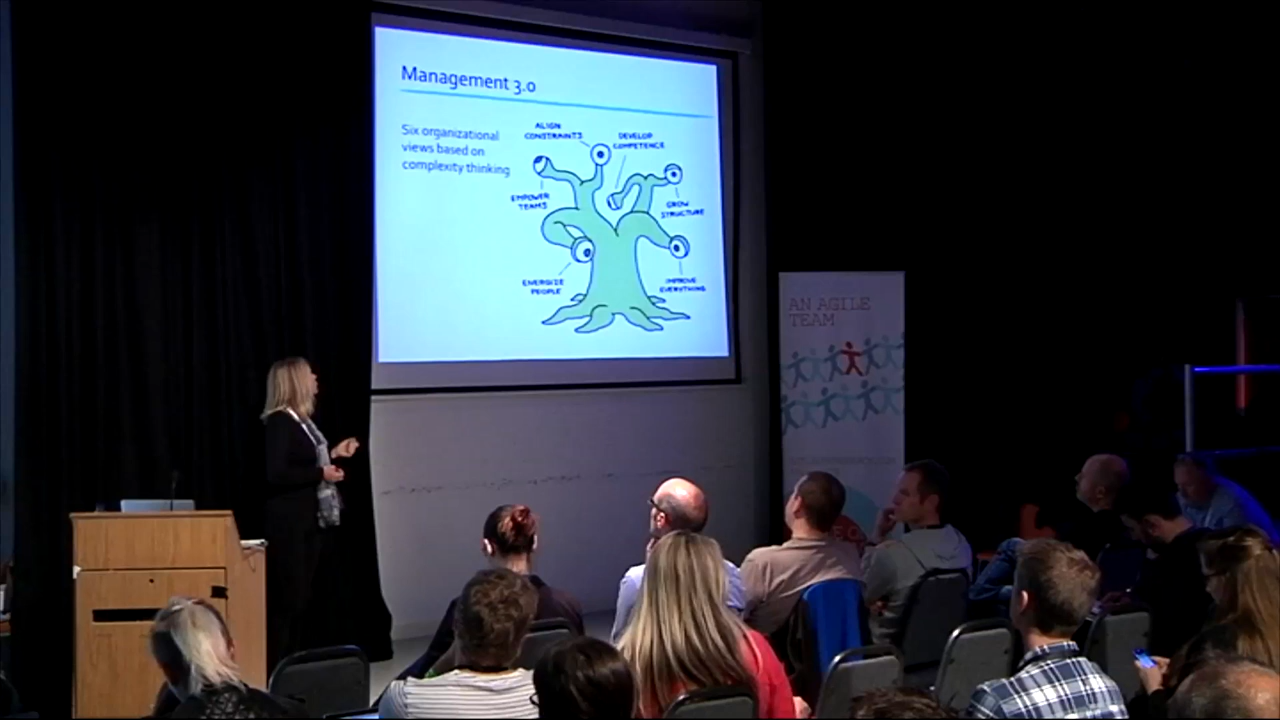 Management 3.0
Six organizational
views based on
complexity thinking
ALIGN
CONSTRAINTS
DEVELOP
COMPETENCE
EMPOWER
TEAMS
GROW
STRUCTURE
ENERGIZE
PEOPLE
IMPROVE
EVERYTHING
AN AGILE
TEAM